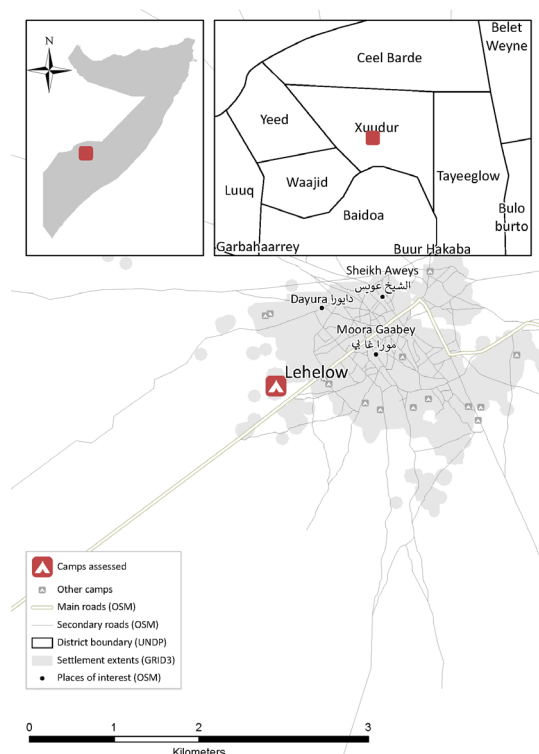 N
Belet
Weyne
Ceel Barde
Yeed
Xuudur
Waajid
Tayeeglow
Luuq
Baidoa
Bulo
burto
Garbahaarrey
Buur Hakaba
Sheikh Aweys
الشيخ عويس
Dayura دايورا
Moora Gaabey
مورا غا بي
Lehelow
Camps assessed
Other camps
Main roads (OSM)
Secondary roads (OSM)
District boundary (UNDP)
Settlement extents (GRID3)
Places of interest (OSM)
0 1 2 3
Kilometers